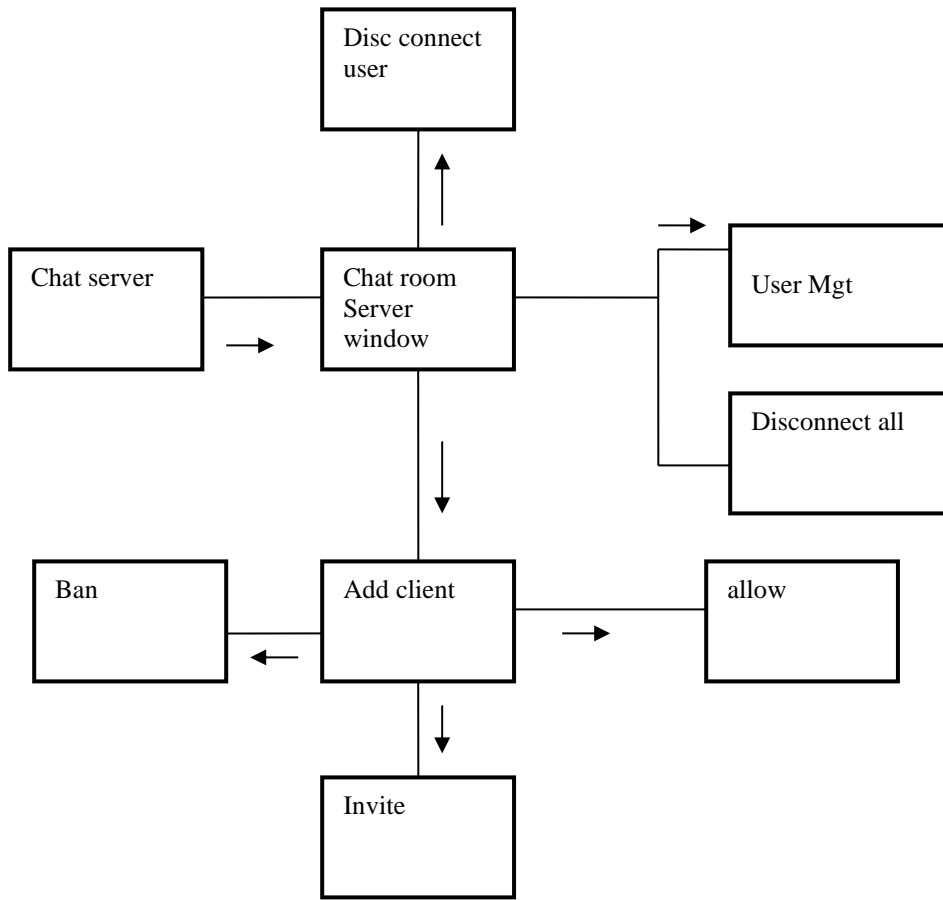 Disc connect
user
Chat server
Chat room
Server
window
User Mgt
Disconnect all
Ban
Add client
allow
Invite